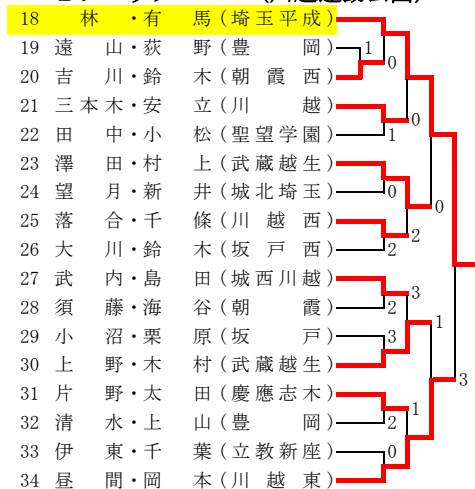 18 林・有 馬(埼玉平成)
19 遠 山・荻 野(豊 岡) 1
0
20 吉 川・鈴 木(朝霞西)
21 三本木・安 立(川 越)
0
22 田 中・小 松(聖望学園) 1
23 澤 田・村 上(武蔵越生)
24 望 月・新 井(城北埼玉) 0
0
25 落 合・千 條(川越西)
2
26 大 川・鈴 木(坂戸西) 2
27 武 内・島 田(城西川越)
3
28 須 藤・海 谷(朝 霞) 2
1
29 小 沼・栗 原(坂 戸) 3
30 上 野・木 村(武蔵越生)
3
31 片 野・太 田(慶應志木)
1
32 清 水・上 山(豊 岡) 2
33 伊 東・千 葉(立教新座) 0
34 昼 間・岡 本(川越東)